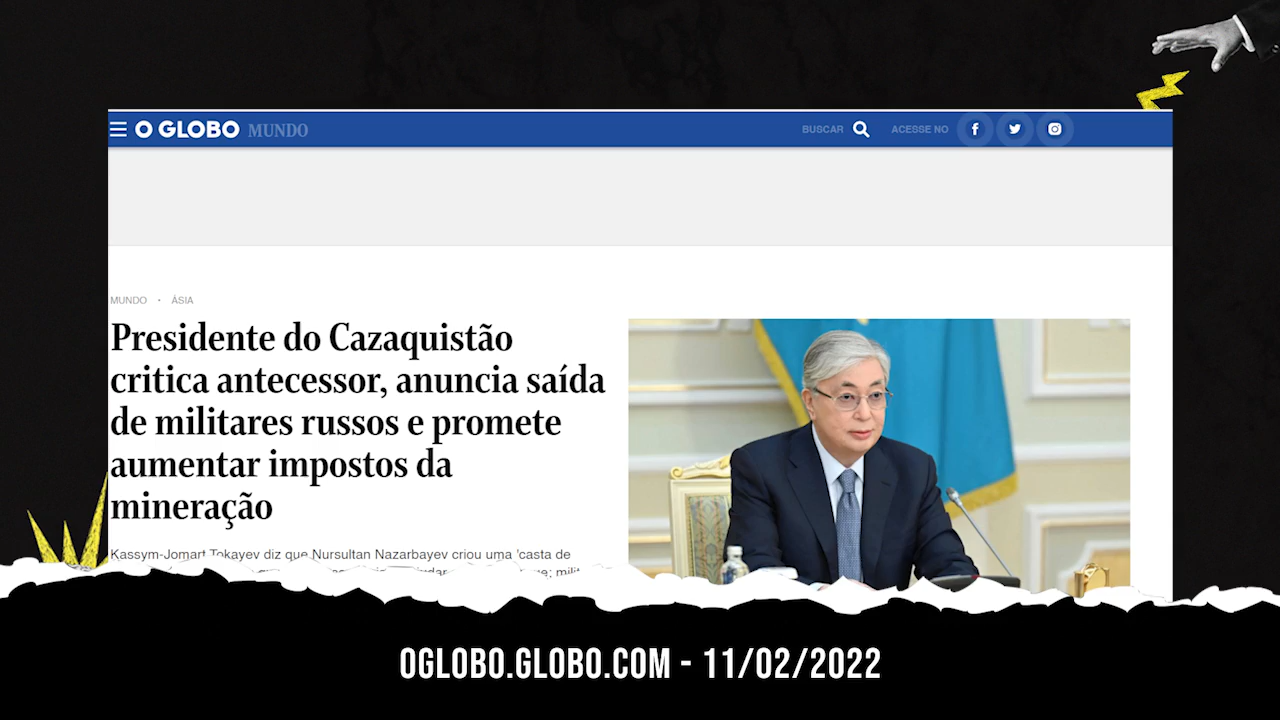 O GLOBO MUNDO BUSCAR ACESSE NO
MUNDO • ÁSIA
Presidente do Cazaquistão
critica antecessor, anuncia saída
de militares russos e promete
aumentar impostos da
mineração
Kassym-Jomart Tokayev diz que Nursultan Nazarbayev criou uma 'casta de
OGLOBO.GLOBO.COM - 11/02/2022